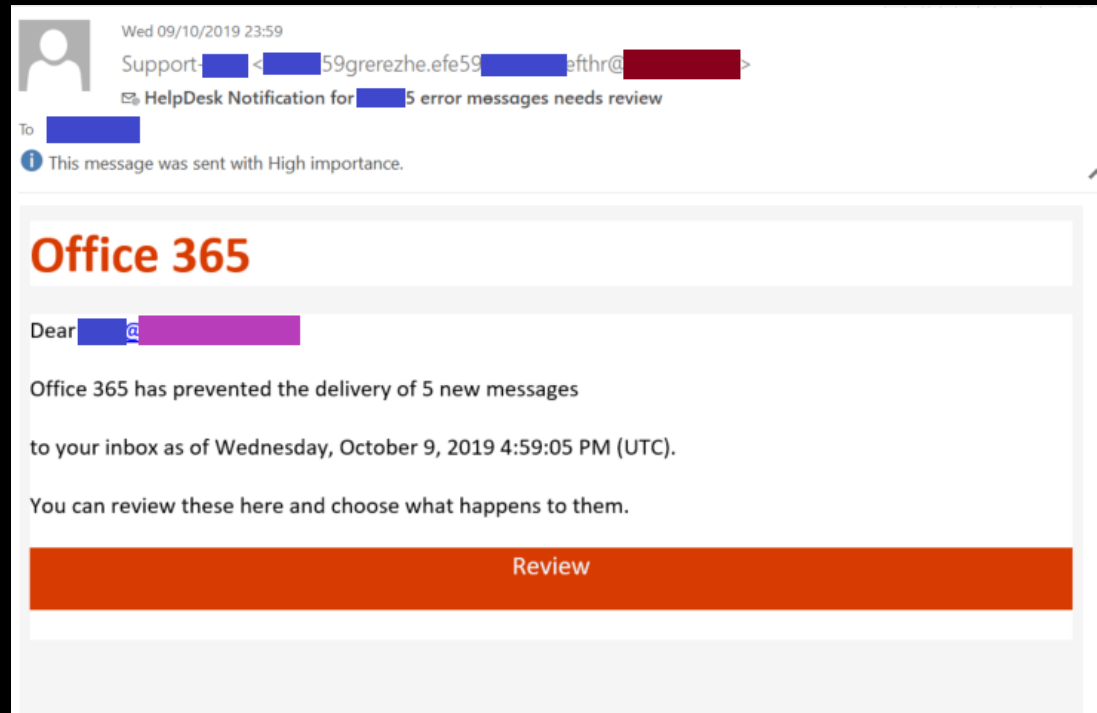 Wed 09/10/2019 23:59
Support- < 59grerezhe.efe59 efthr@ >
HelpDesk Notification for 5 error messages needs review
To
This message was sent with High importance.
Office 365
Dear @
Office 365 has prevented the delivery of 5 new messages
to your inbox as of Wednesday, October 9, 2019 4:59:05 PM (UTC).
You can review these here and choose what happens to them.
Review